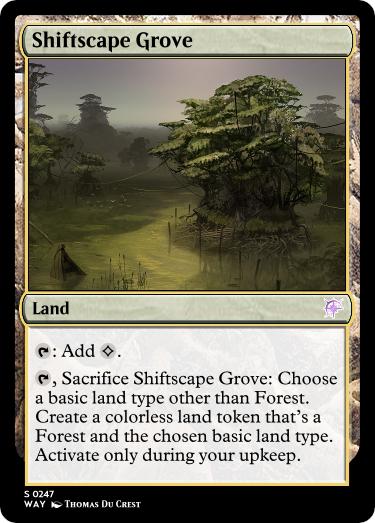 Shiftscape Grove
Land
: Add .
, Sacrifice Shiftscape Grove: Choose
a basic land type other than Forest.
Create a colorless land token that's a
Forest and the chosen basic land type.
Activate only during your upkeep.
S 0247
WAY Thomas Du Crest